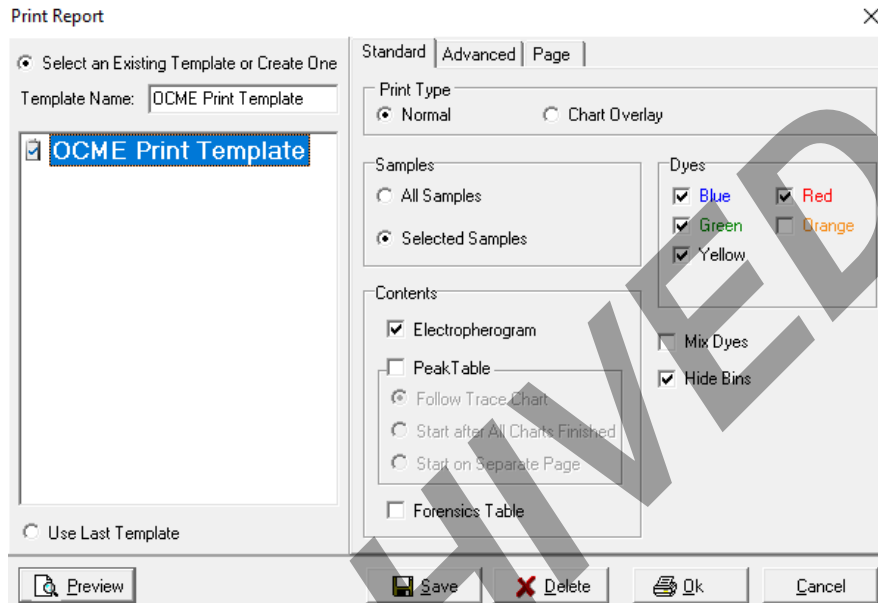 Print Report
Select an Existing Template or Create One
Template Name: OCME Print Template
OCME Print Template
Use Last Template
Standard Advanced Page
Print Type
Normal Chart Overlay
Samples
All Samples
Selected Samples
Dyes
Blue Red
Green Orange
Yellow
Contents
Electropherogram
Peak Table
Follow Trace Chart
Start after All Charts Finished
Start on Separate Page
Forensics Table
Mix Dyes
Hide Bins
Preview Save Delete Ok Cancel
HIVED